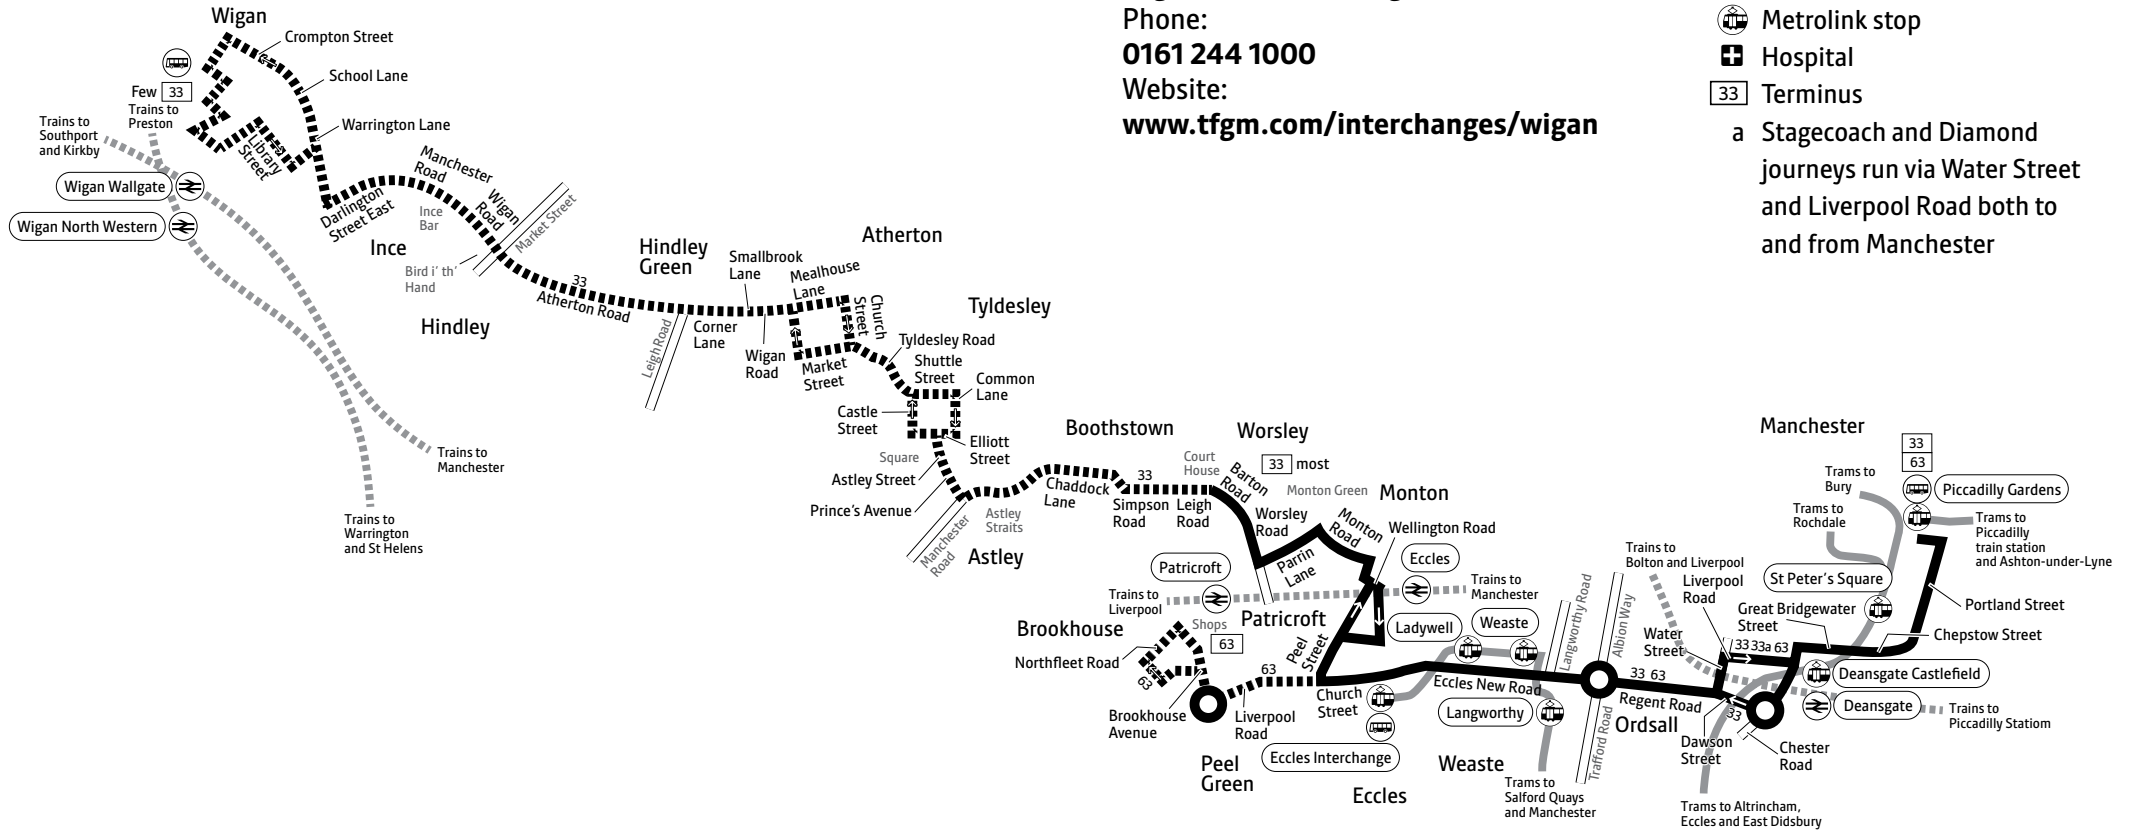 Phone:
0161 244 1000
Website:
www.tfgm.com/interchanges/wigan
Metrolink stop
Hospital
33 Terminus
a Stagecoach and Diamond
journeys run via Water Street
and Liverpool Road both to
and from Manchester
Wigan
Crompton Street
School Lane
Few 33
Trains to
Preston
Trains to
Southport
and Kirkby
Warrington Lane
Library
Street
Wigan Wallgate
Wigan North Western
Darlington
Street East
Manchester
Road
Ince
Bar
Wigan
Road
Market Street
Ince
Bird i' th'
Hand
Hindley
33
Atherton Road
Hindley
Green
Leigh Road
Corner
Lane
Smallbrook
Lane
Wigan
Road
Mealhouse
Lane
Atherton
Church
Street
Market
Street
Tyldesley
Tyldesley Road
Shuttle
Street
Common
Lane
Castle
Street
Elliott
Street
Square
Astley Street
Prince's Avenue
Trains to
Manchester
Trains to
Warrington
and St Helens
Manchester
Road
Astley
Straits
Astley
Boothstown
Chaddock
Lane
33
Simpson
Road
Leigh
Road
Court
House
Worsley
33 most
Barton
Road
Monton Green
Monton
Worsley
Road
Monton
Road
Wellington Road
Parrin
Lane
Eccles
Patricroft
Trains to
Liverpool
Trains to
Manchester
Patricroft
Brookhouse
Shops
63
Northfleet Road
63
Brookhouse
Avenue
63
Liverpool
Road
Peel
Green
Peel
Street
Church
Street
Eccles Interchange
Eccles
Ladywell
Weaste
Eccles New Road
Langworthy
Weaste
Trams to
Salford Quays
and Manchester
Langworthy Road
Albion Way
Trafford Road
33 63
Regent Road
Ordsall
Trains to
Bolton and Liverpool
Liverpool
Road
Water
Street
33 33a 63
33
Dawson
Street
Chester
Road
Trams to Altrincham,
Eccles and East Didsbury
Great Bridgewater
Street
St Peter's Square
Manchester
33
63
Piccadilly Gardens
Trams to
Bury
Trams to
Rochdale
Trams to
Piccadilly
train station
and Ashton-under-Lyne
Portland Street
Chepstow Street
Deansgate Castlefield
Deansgate
Trains to
Piccadilly Statiom